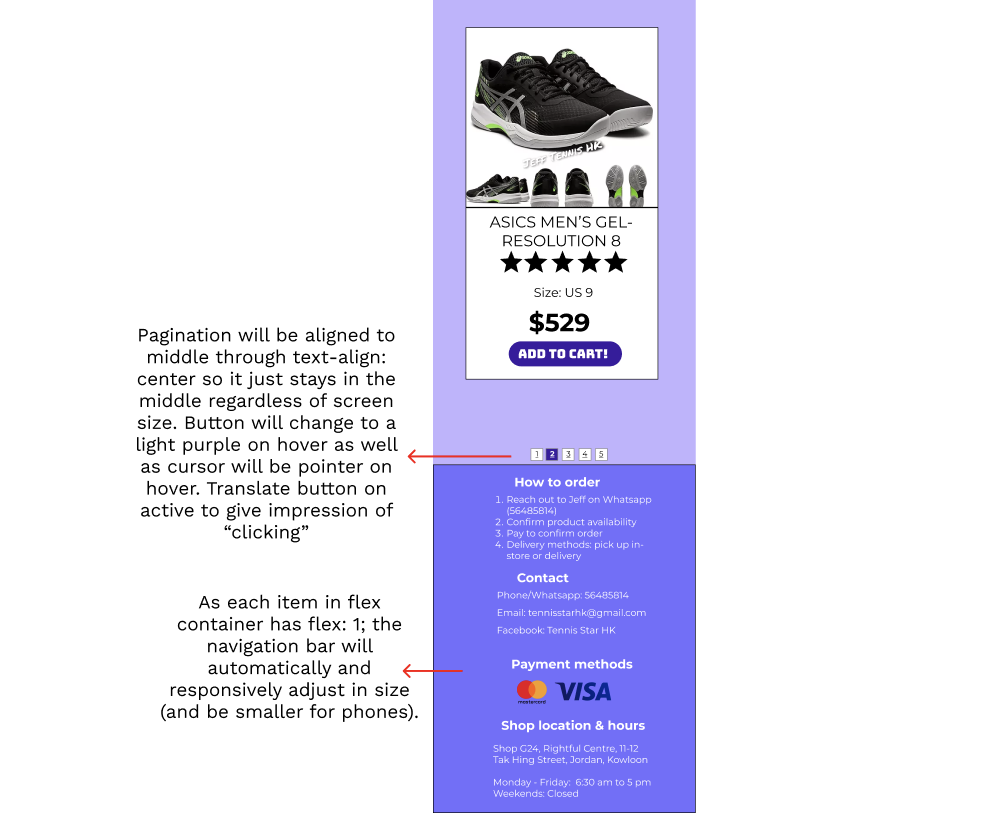 JEFF TENNIS HK
ASICS MEN'S GEL-
RESOLUTION 8
Size: US 9
$529
ADD TO CART!
Pagination will be aligned to
middle through text-align:
center so it just stays in the
middle regardless of screen
size. Button will change to a
light purple on hover as well
as cursor will be pointer on
hover. Translate button on
active to give impression of
“clicking”
1 2 3 4 5
How to order
1. Reach out to Jeff on Whatsapp
(56485814)
2. Confirm product availability
3. Pay to confirm order
4. Delivery methods: pick up in-
store or delivery
Contact
Phone/Whatsapp: 56485814
Email: tennisstarhk@gmail.com
Facebook: Tennis Star HK
As each item in flex
container has flex: 1; the
navigation bar will
automatically and
responsively adjust in size
(and be smaller for phones).
Payment methods
mastercard VISA
Shop location & hours
Shop G24, Rightful Centre, 11-12
Tak Hing Street, Jordan, Kowloon
Monday - Friday: 6:30 am to 5 pm
Weekends: Closed